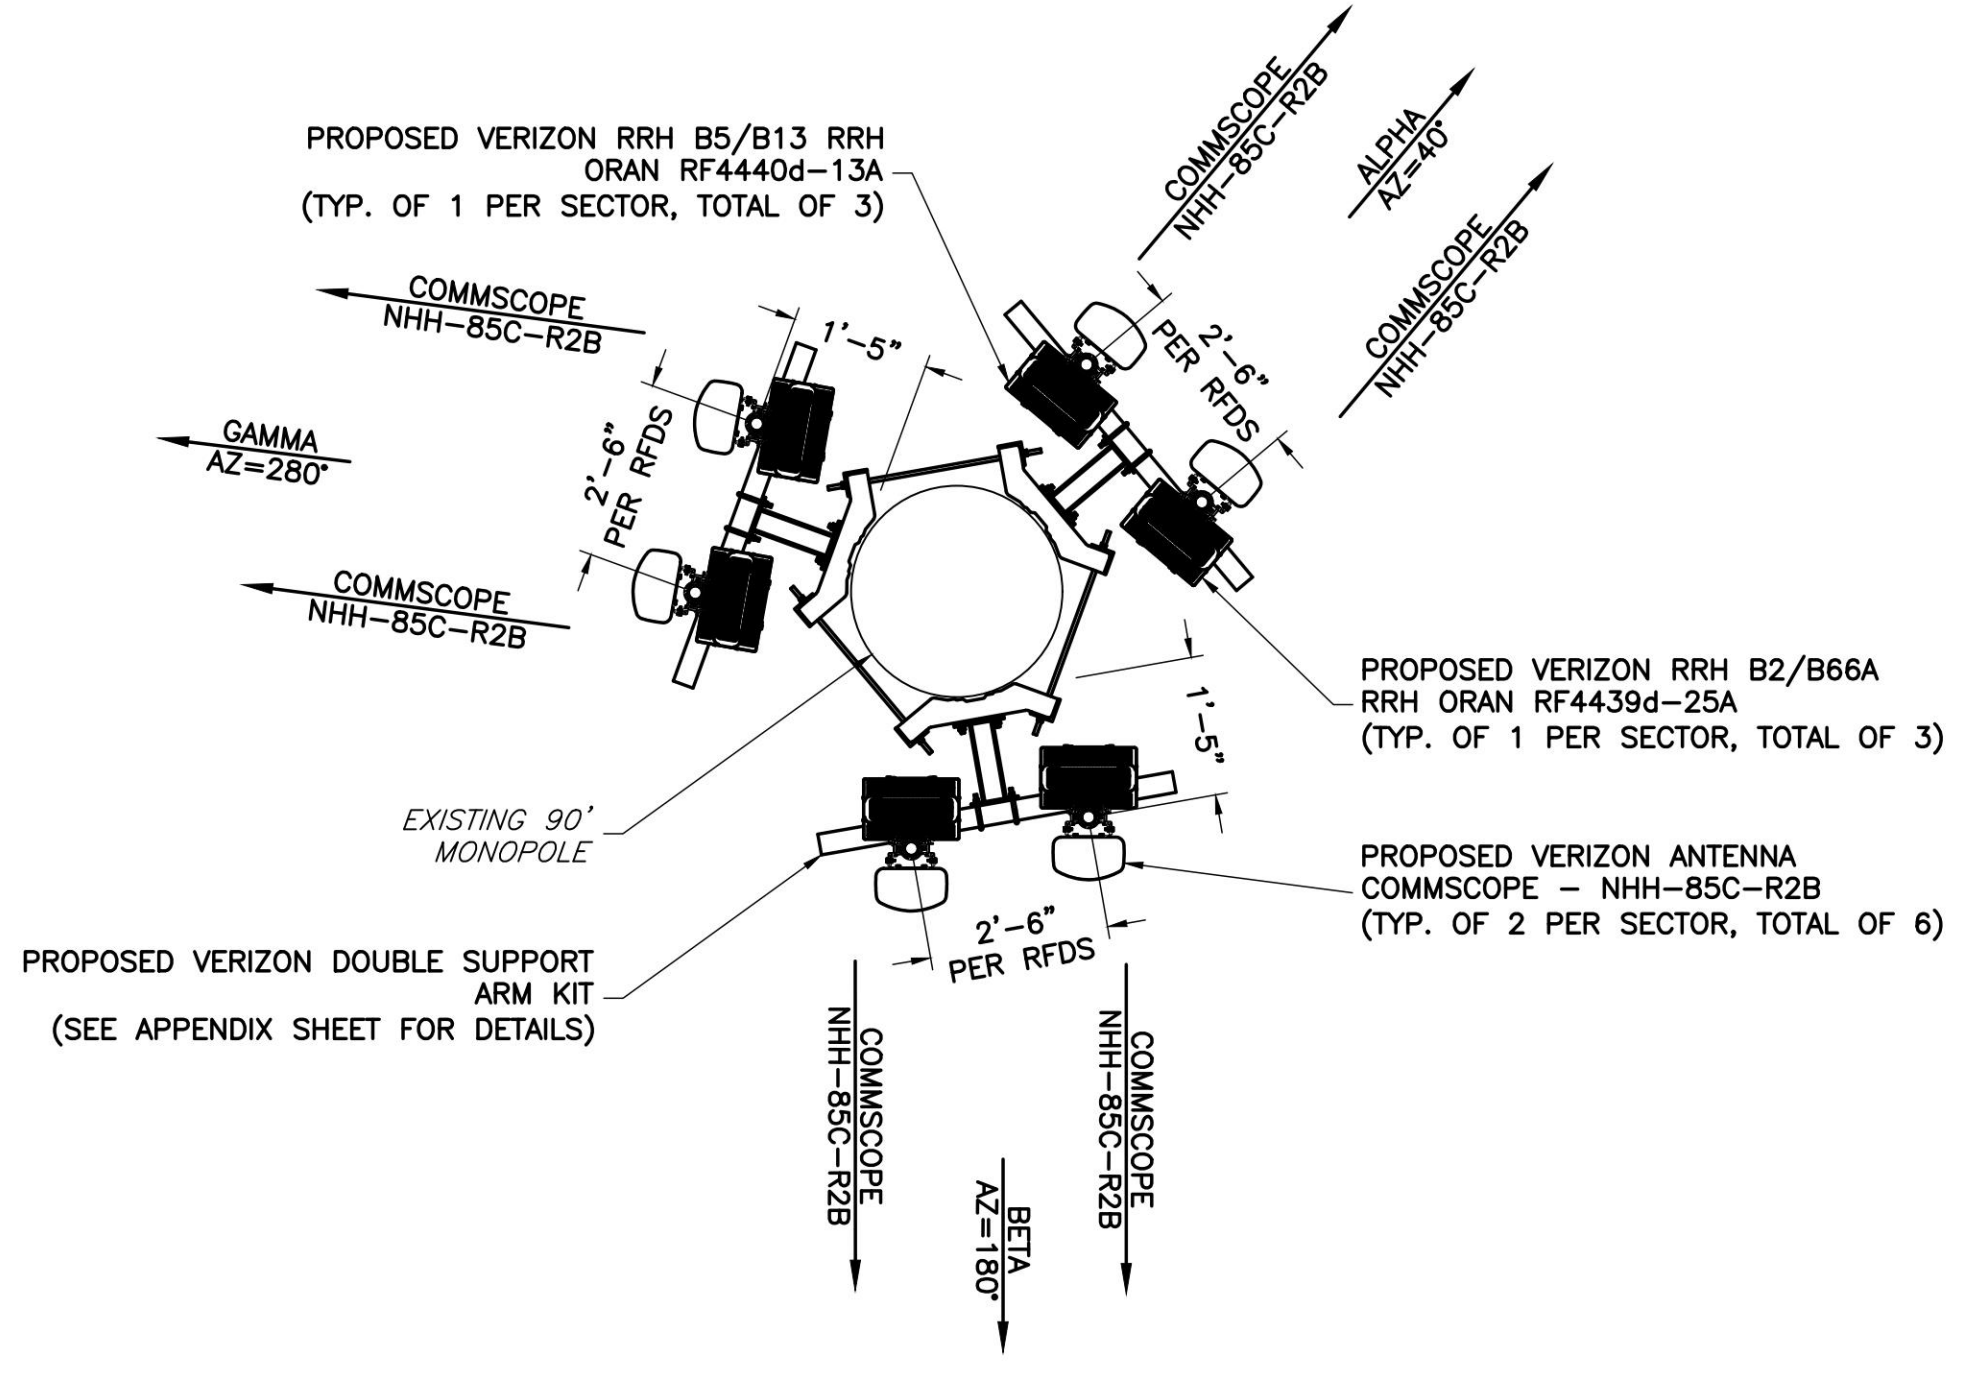 PROPOSED VERIZON RRH B5/B13 RRH
ORAN RF4440d-13A
(TYP. OF 1 PER SECTOR, TOTAL OF 3)
COMMSCOPE
NHH-85C-R2B
ALPHA
AZ=40°
COMMSCOPE
NHH-85C-R2B
COMMSCOPE
NHH-85C-R2B
1'-5"
2'-6"
PER RFDS
GAMMA
AZ=280°
2'-6"
PER RFDS
COMMSCOPE
NHH-85C-R2B
PROPOSED VERIZON RRH B2/B66A
RRH ORAN RF4439d-25A
(TYP. OF 1 PER SECTOR, TOTAL OF 3)
1'-5"
EXISTING 90'
MONOPOLE
PROPOSED VERIZON ANTENNA
COMMSCOPE - NHH-85C-R2B
(TYP. OF 2 PER SECTOR, TOTAL OF 6)
2'-6"
PER RFDS
PROPOSED VERIZON DOUBLE SUPPORT
ARM KIT
(SEE APPENDIX SHEET FOR DETAILS)
COMMSCOPE
NHH-85C-R2B
COMMSCOPE
NHH-85C-R2B
BETA
AZ=180°